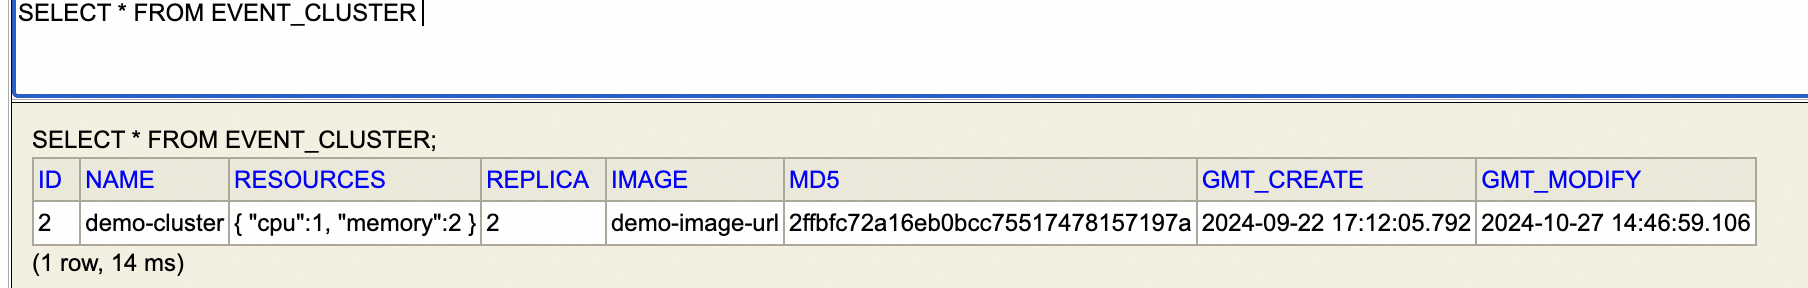 SELECT * FROM EVENT_CLUSTER
SELECT * FROM EVENT_CLUSTER;
ID NAME RESOURCES REPLICA IMAGE MD5 GMT_CREATE GMT_MODIFY
2 demo-cluster { "cpu":1, "memory":2 } 2 demo-image-url 2ffbfc72a16eb0bcc75517478157197a 2024-09-22 17:12:05.792 2024-10-27 14:46:59.106
(1 row, 14 ms)